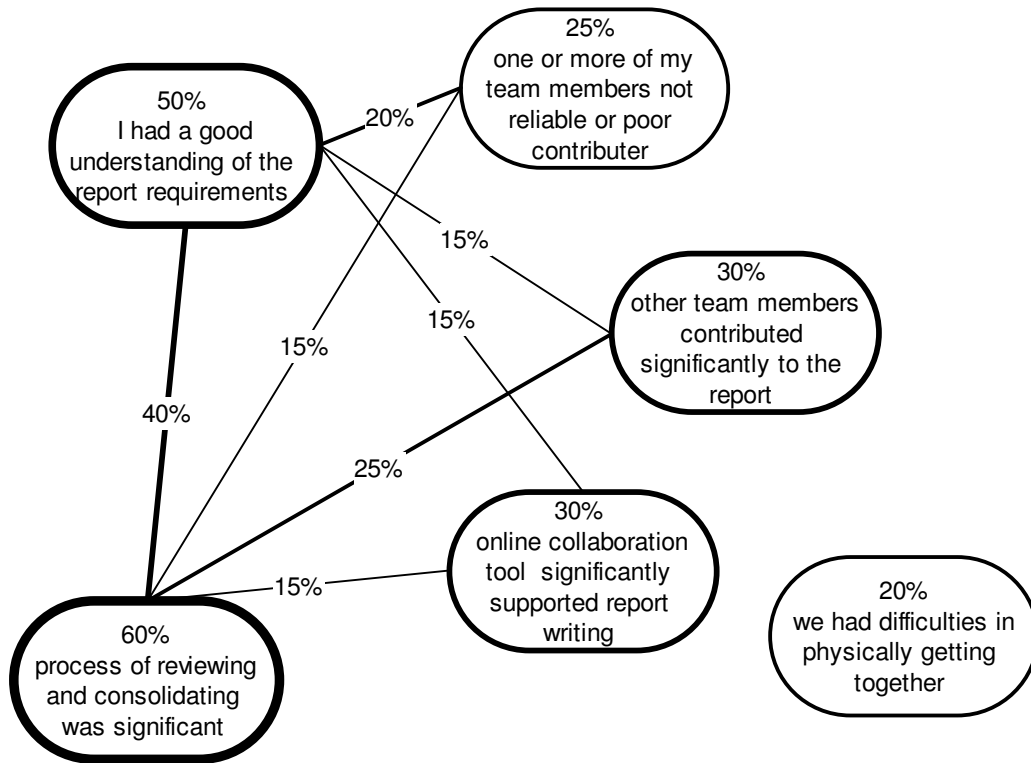 25%
one or more of my
team members not
reliable or poor
contributer
50%
I had a good
understanding of the
report requirements
20%
15%
30%
other team members
contributed
significantly to the
report
15%
15%
40%
25%
30%
online collaboration
tool significantly
supported report
writing
15%
20%
we had difficulties in
physically getting
together
60%
process of reviewing
and consolidating
was significant